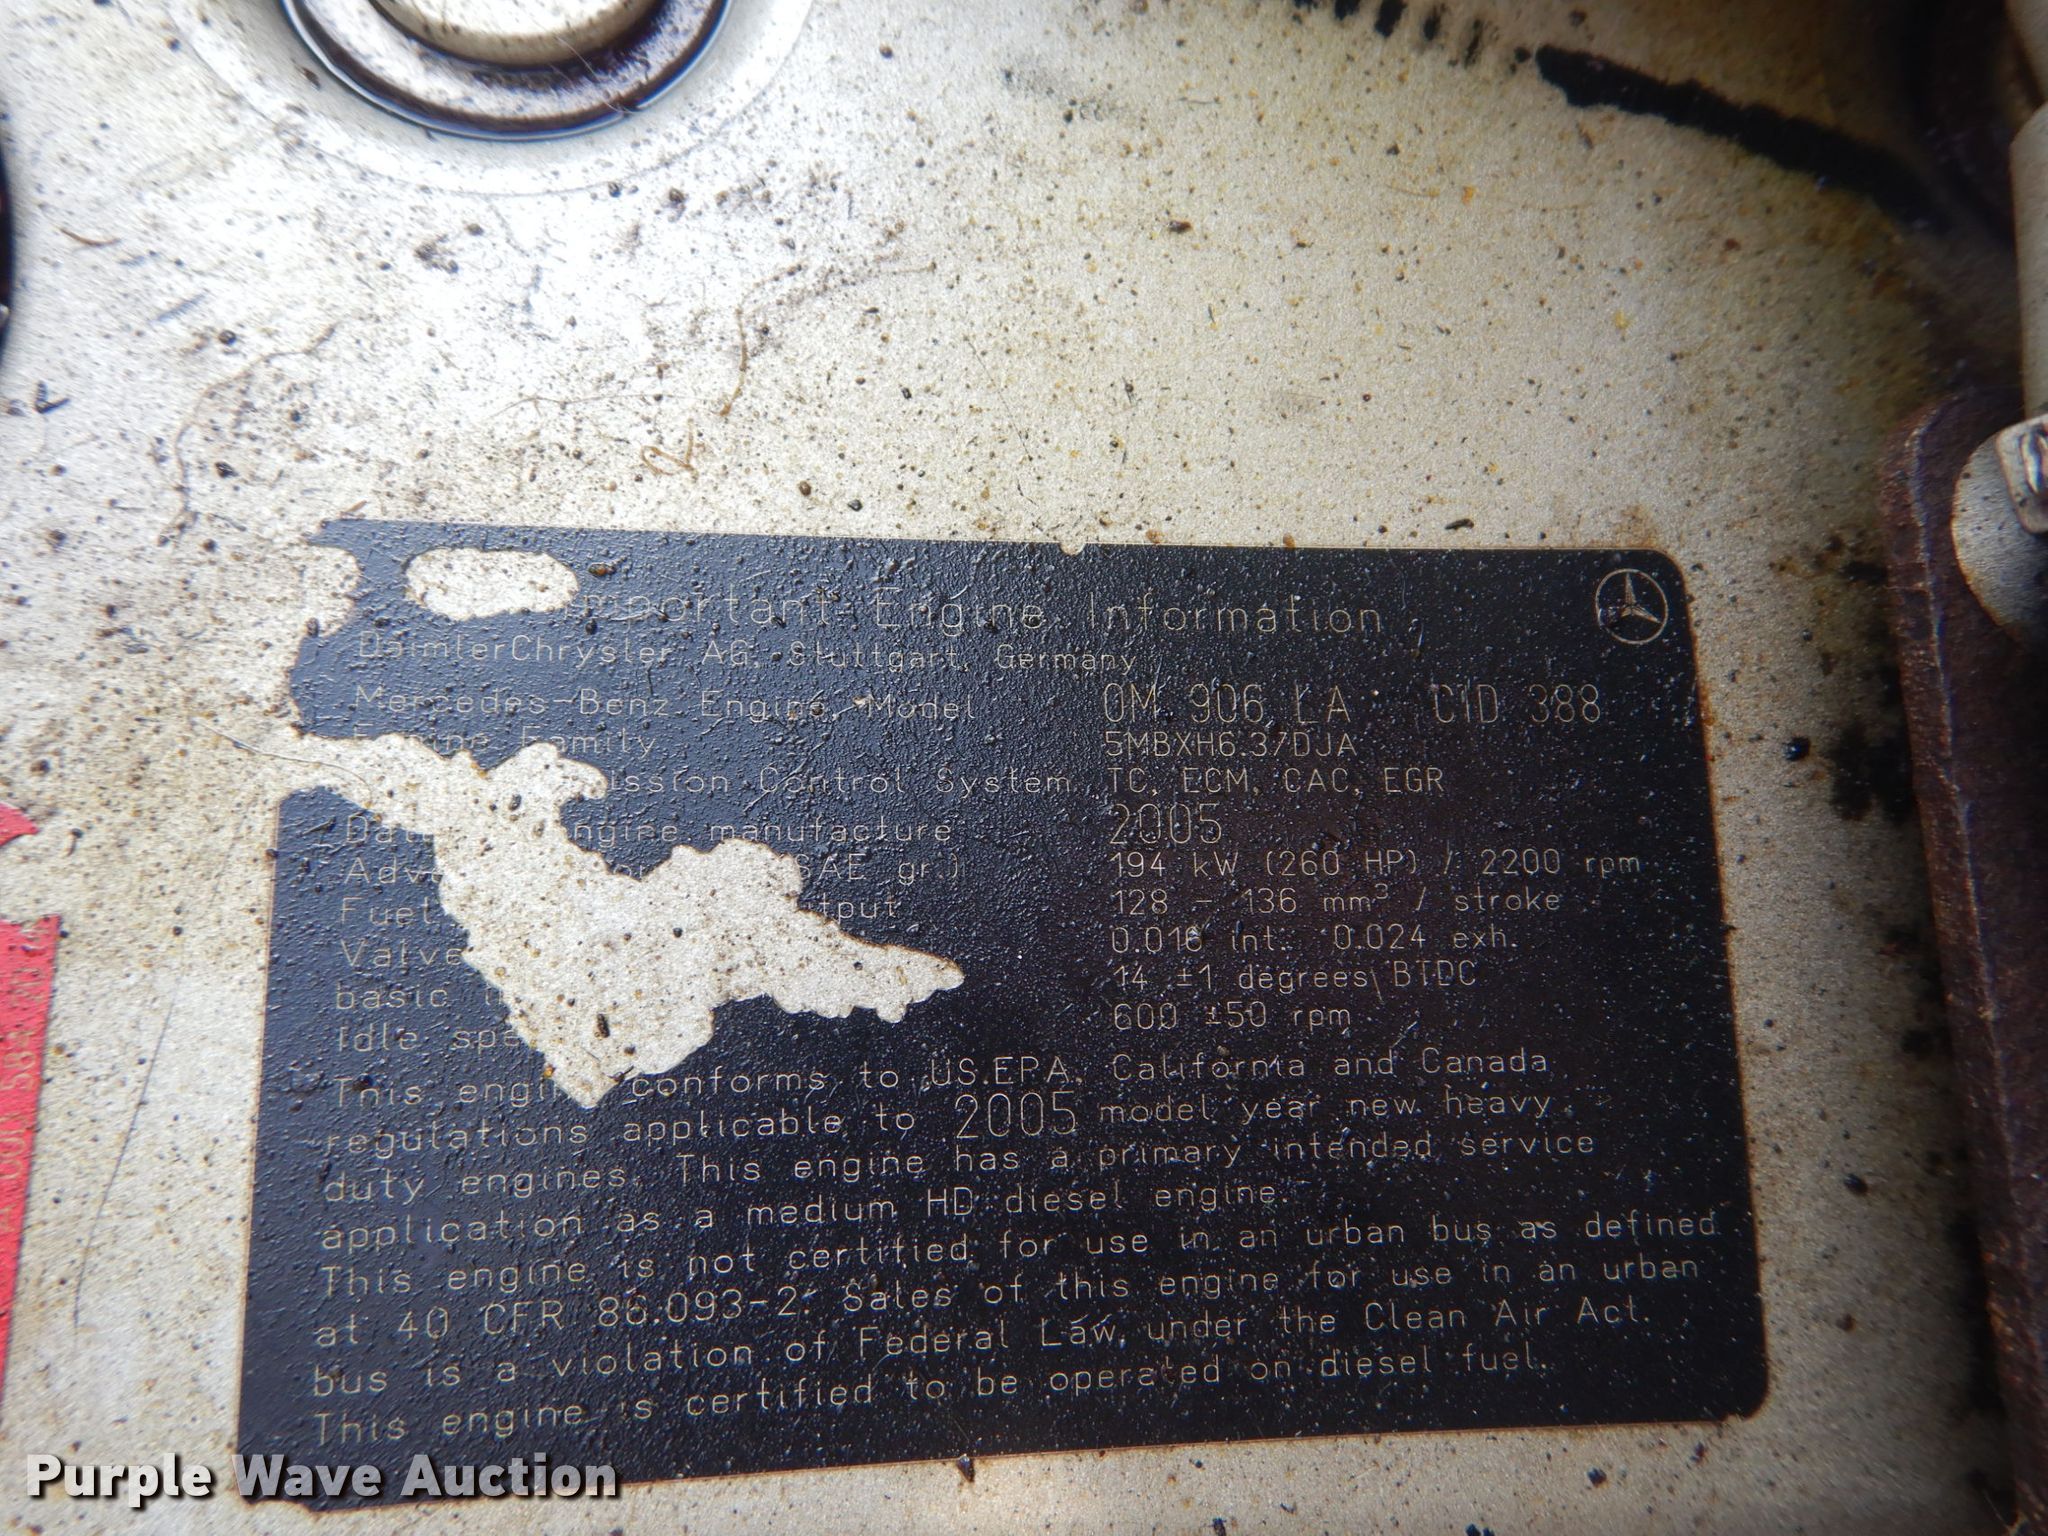 Important Engine Information
DaimlerChrysler AG, Stuttgart, Germany
Mercedes-Benz Engine, Model OM 906 LA CID 388
Engine Family 5MBXH6.37DJA
Control System TC, ECM, CAC, EGR
engine manufacture 2005
(SAE gr.) 194 kW (260 HP) / 2200 rpm
Fuel 128 - 136 mm³ / stroke
0.016 int. 0.024 exh.
basic 14 ±1 degrees BTDC
idle 600 ±50 rpm
This conforms to US.EPA, California and Canada
regulations applicable to 2005 model year new heavy
duty engines. This engine has a primary intended service
application as a medium HD diesel engine.
This engine is not certified for use in an urban bus as defined
at 40 CFR 86.093-2. Sales of this engine for use in an urban
bus is a violation of Federal Law under the Clean Air Act.
This engine is certified to be operated on diesel fuel.
Purple Wave Auction